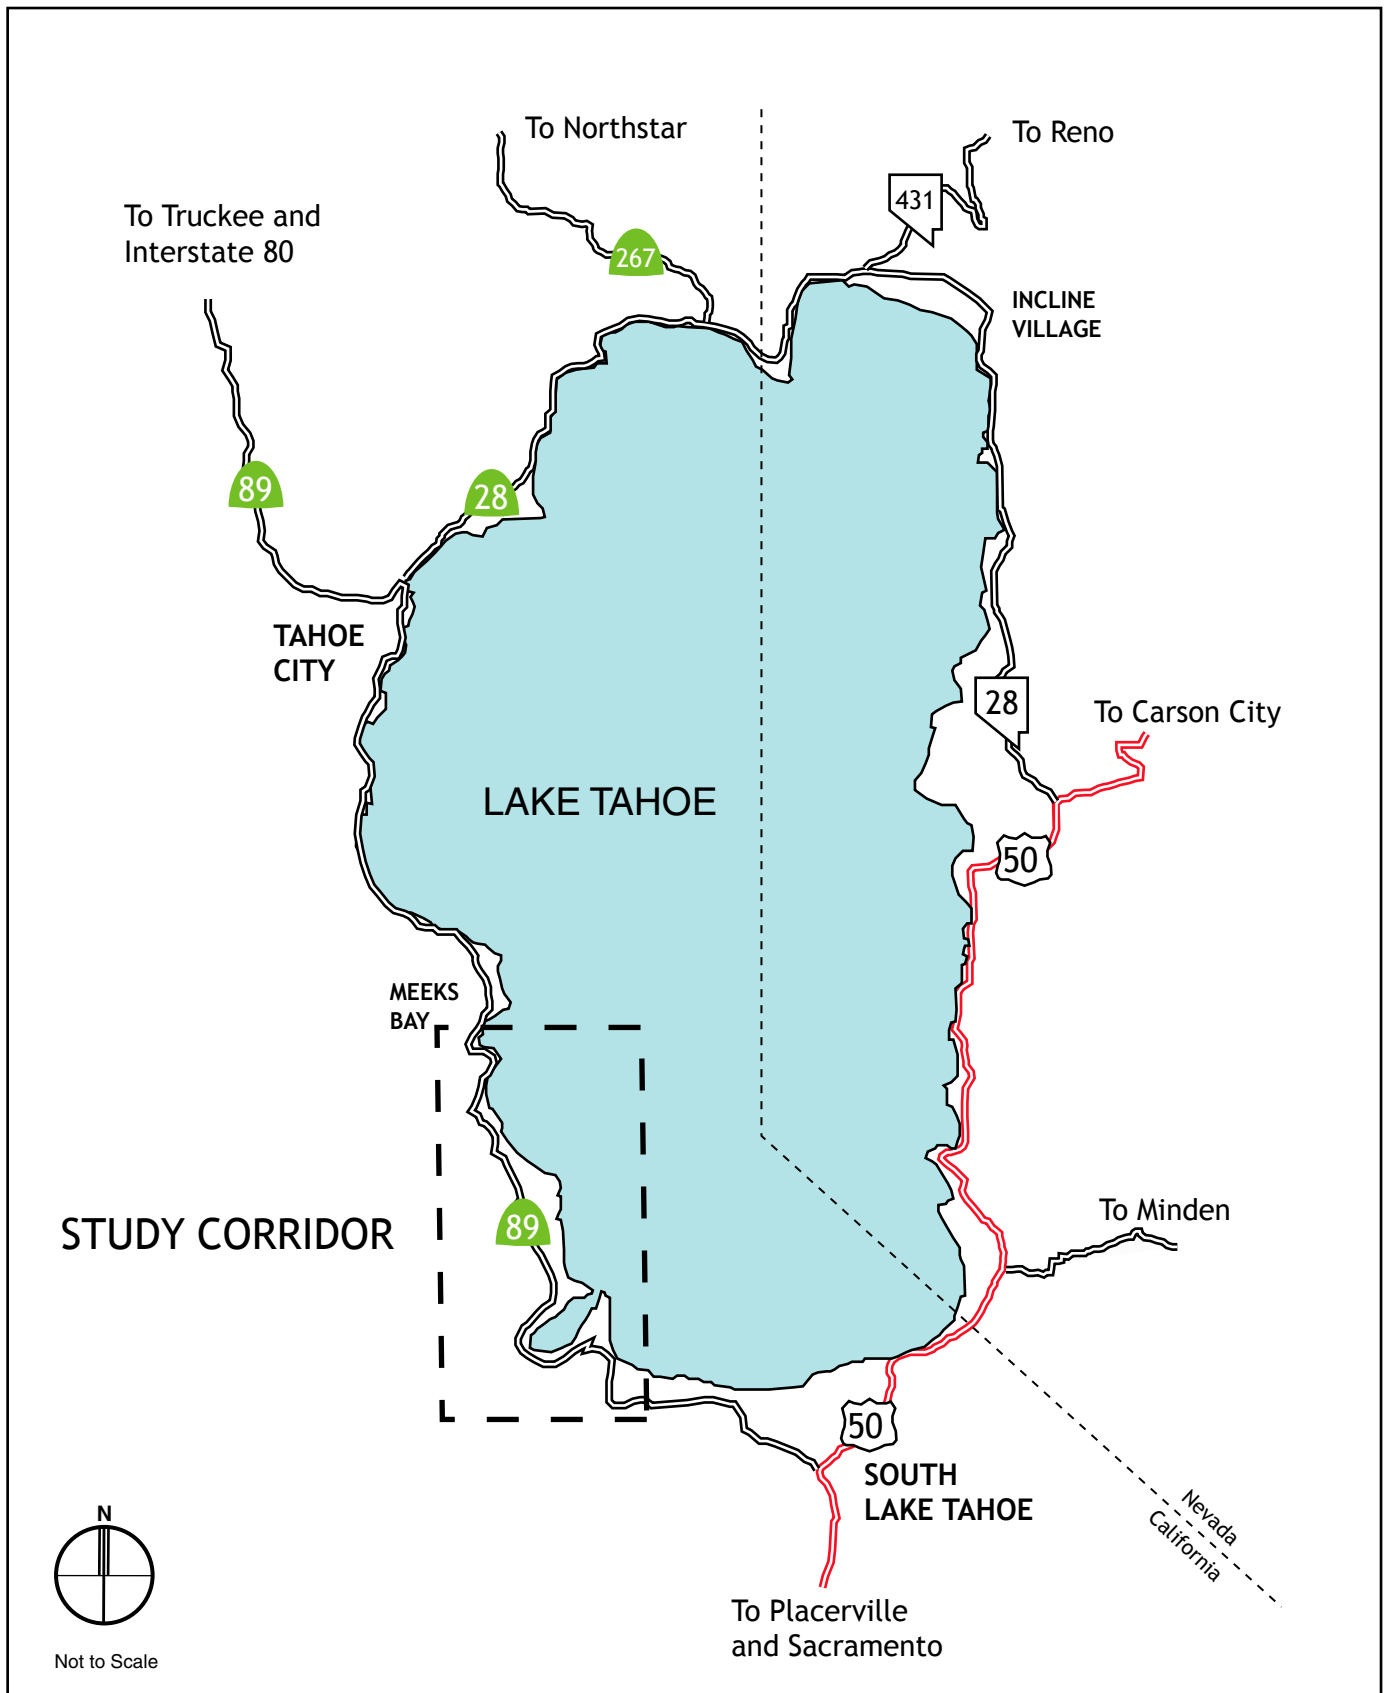 To Northstar
To Reno
431
To Truckee and
Interstate 80
267
INCLINE
VILLAGE
89
28
TAHOE
CITY
28
To Carson City
LAKE TAHOE
50
MEEKS
BAY
To Minden
STUDY CORRIDOR
89
50
SOUTH
LAKE TAHOE
Nevada
California
N
To Placerville
and Sacramento
Not to Scale